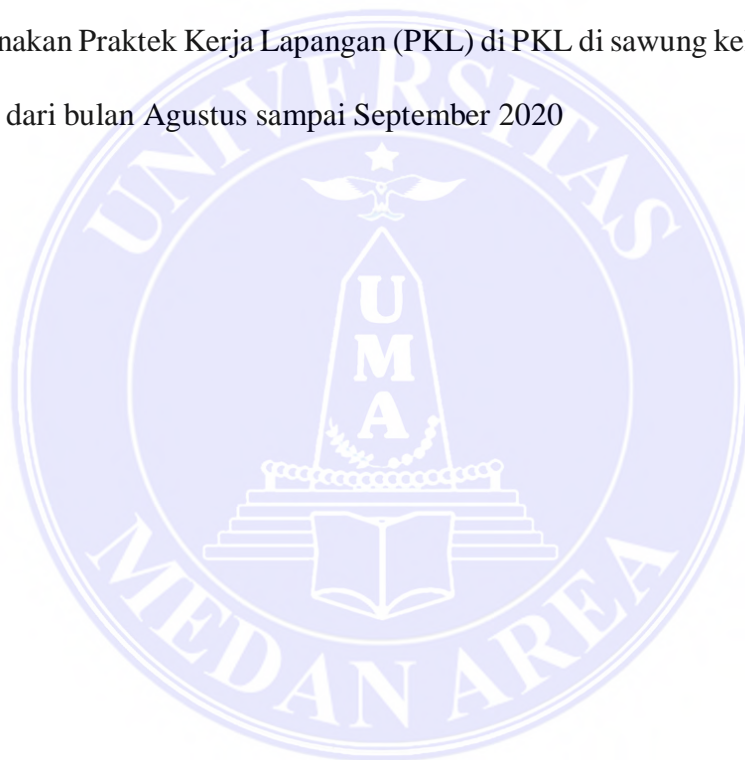 nakan Praktek Kerja Lapangan (PKL) di PKL di sawung ke
dari bulan Agustus sampai September 2020
UNIVERSITAS
UMA
MEDAN AREA